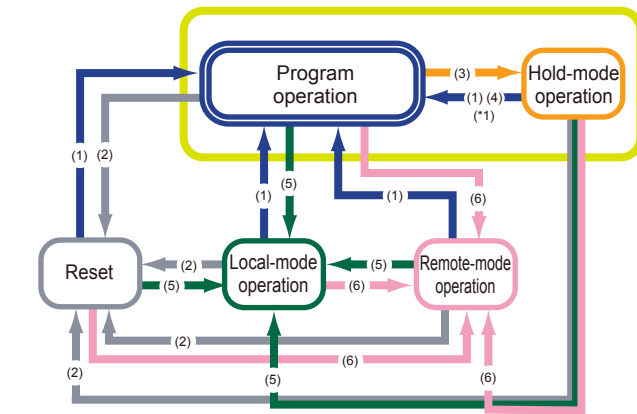 Program
operation
(3)
Hold-mode
operation
(1) (4)
(*1)
(1)
(2)
(5)
(6)
(1)
(1)
Reset
(2)
(5)
Local-mode
operation
(5)
(6)
Remote-mode
operation
(2)
(6)
(2)
(5)
(6)